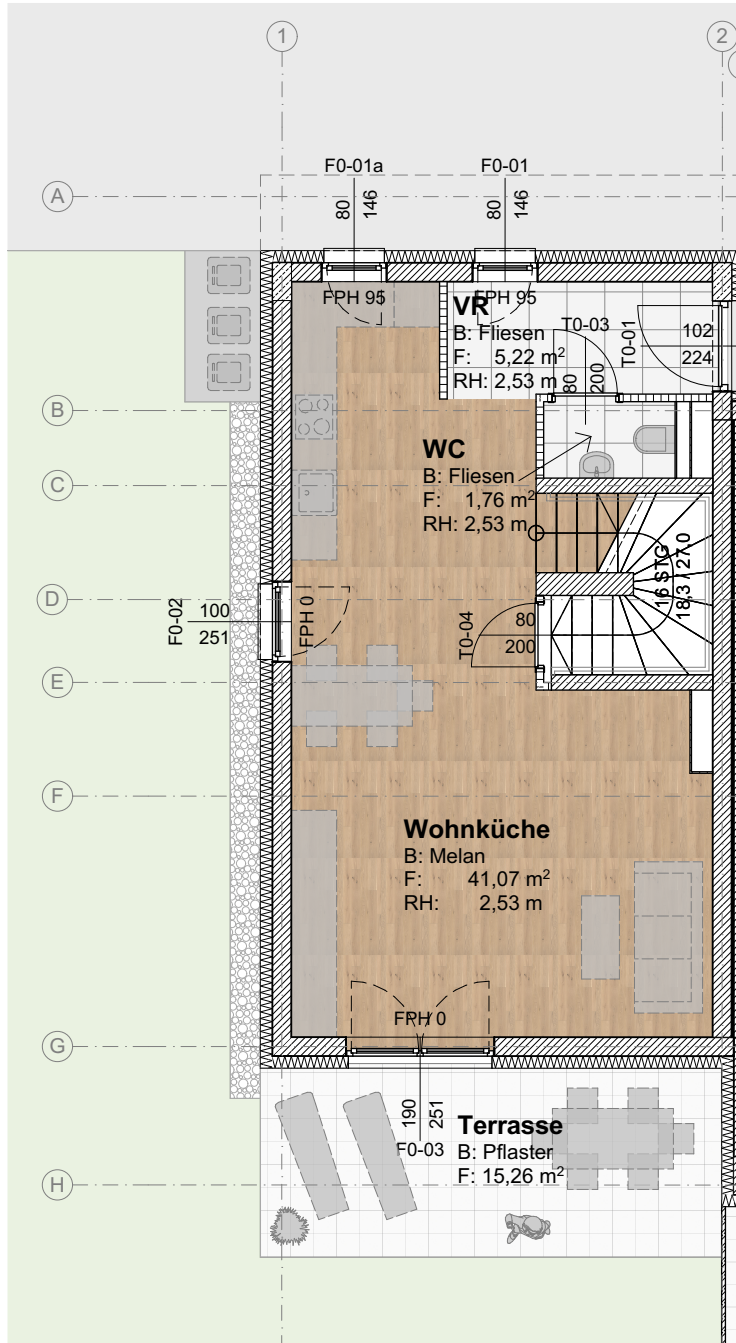 1
2
F0-01a
F0-01
A
80
146
80
146
FPH 95
FPH 95
VR
B: Fliesen
F: 5,22 m²
RH: 2,53 m
T0-03
80
200
T0-01
102
224
B
WC
B: Fliesen
F: 1,76 m²
RH: 2,53 m
C
16 STG
18,3 / 27,0
D
F0-02
100
251
FPH 0
T0-04
80
200
E
F
Wohnküche
B: Melan
F: 41,07 m²
RH: 2,53 m
FPH 0
G
190
251
F0-03
Terrasse
B: Pflaster
F: 15,26 m²
H